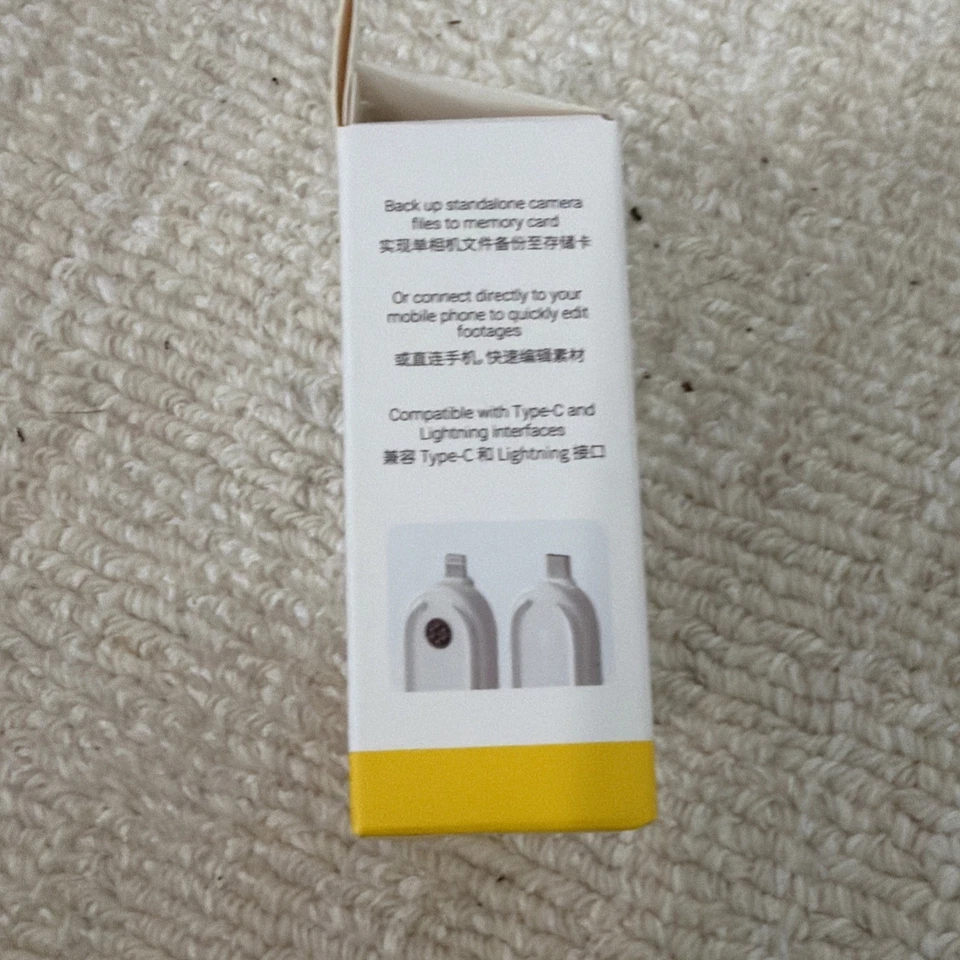 Back up standalone camera
files to memory card
实现单相机文件备份至存储卡
Or connect directly to your
mobile phone to quickly edit
footages
或直连手机, 快速编辑素材
Compatible with Type-C and
Lightning interfaces
兼容 Type-C 和 Lightning 接口